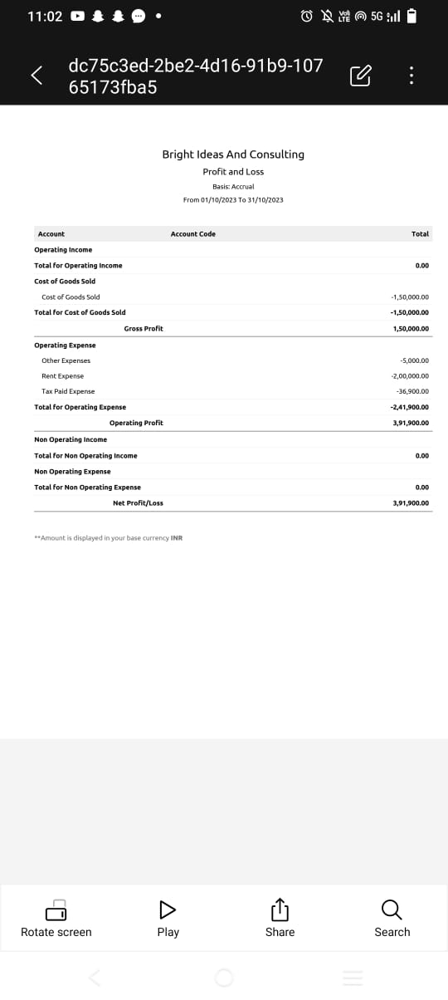 11:02
Vo) LTE 5G
dc75c3ed-2be2-4d16-91b9-107
65173fba5
Bright Ideas And Consulting
Profit and Loss
Basis: Accrual
From 01/10/2023 To 31/10/2023
Account Account Code Total
Operating Income
Total for Operating Income 0.00
Cost of Goods Sold
Cost of Goods Sold -1,50,000.00
Total for Cost of Goods Sold -1,50,000.00
Gross Profit 1,50,000.00
Operating Expense
Other Expenses -5,000.00
Rent Expense -2,00,000.00
Tax Paid Expense -36,900.00
Total for Operating Expense -2,41,900.00
Operating Profit 3,91,900.00
Non Operating Income
Total for Non Operating Income 0.00
Non Operating Expense
Total for Non Operating Expense 0.00
Net Profit/Loss 3,91,900.00
**Amount is displayed in your base currency INR
Rotate screen Play Share Search